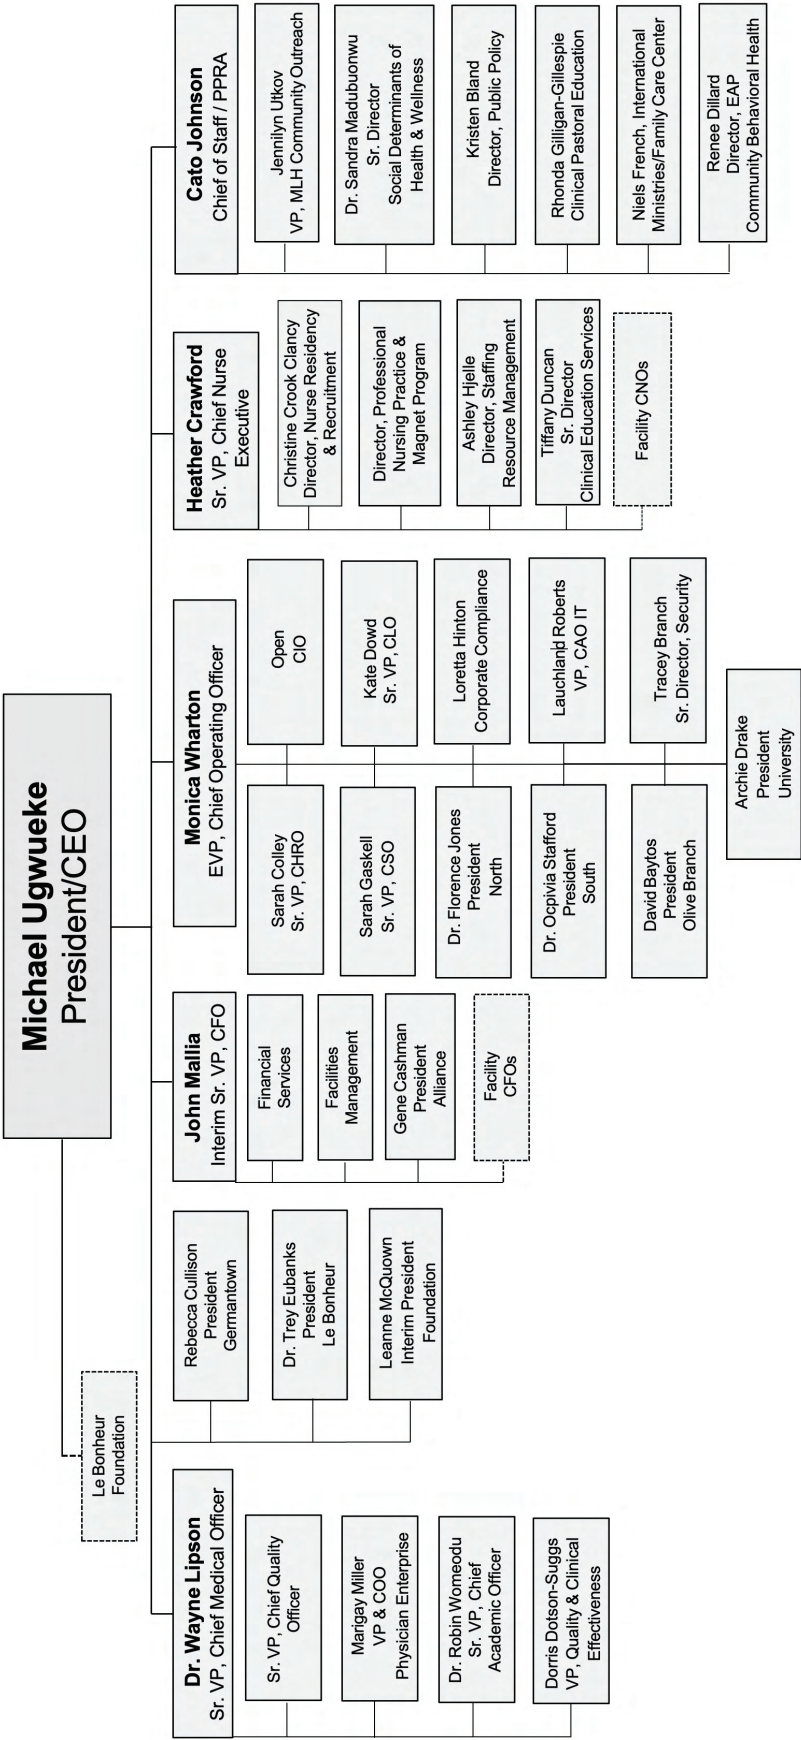 Michael Ugwueke
President/CEO
Le Bonheur
Foundation
Dr. Wayne Lipson
Sr. VP, Chief Medical Officer
Sr. VP, Chief Quality
Officer
Marigay Miller
VP & COO
Physician Enterprise
Dr. Robin Womeodu
Sr. VP, Chief
Academic Officer
Dorris Dotson-Suggs
VP, Quality & Clinical
Effectiveness
Rebecca Cullison
President
Germantown
Dr. Trey Eubanks
President
Le Bonheur
Leanne McQuown
Interim President
Foundation
John Mallia
Interim Sr. VP, CFO
Financial
Services
Facilities
Management
Gene Cashman
President
Alliance
Facility
CFOs
Monica Wharton
EVP, Chief Operating Officer
Sarah Colley
Sr. VP, CHRO
Open
CIO
Sarah Gaskell
Sr. VP, CSO
Kate Dowd
Sr. VP, CLO
Dr. Florence Jones
President
North
Loretta Hinton
Corporate Compliance
Dr. Ocpivia Stafford
President
South
Lauchland Roberts
VP, CAO IT
David Baytos
President
Olive Branch
Tracey Branch
Sr. Director, Security
Archie Drake
President
University
Heather Crawford
Sr. VP, Chief Nurse
Executive
Christine Crook Clancy
Director, Nurse Residency
& Recruitment
Director, Professional
Nursing Practice &
Magnet Program
Ashley Hjelle
Director, Staffing
Resource Management
Tiffany Duncan
Sr. Director
Clinical Education Services
Facility CNOs
Cato Johnson
Chief of Staff / PPRA
Jennilyn Utkov
VP, MLH Community Outreach
Dr. Sandra Madubuonwu
Sr. Director
Social Determinants of
Health & Wellness
Kristen Bland
Director, Public Policy
Rhonda Gilligan-Gillespie
Clinical Pastoral Education
Niels French, International
Ministries/Family Care Center
Renee Dillard
Director, EAP
Community Behavioral Health